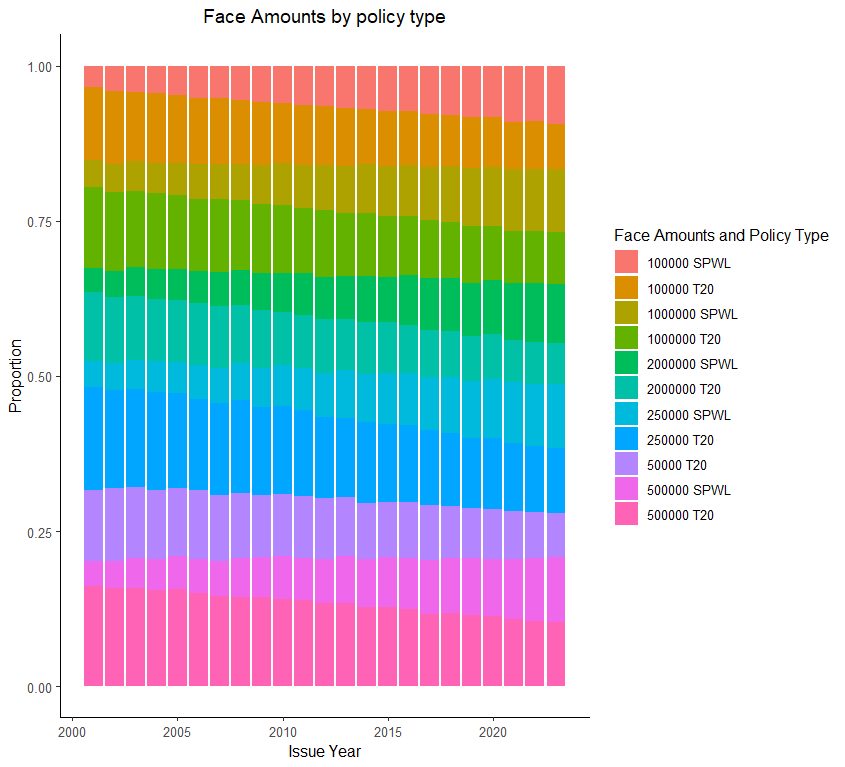 Face Amounts by policy type
1.00
0.75
0.50
0.25
0.00
Proportion
2000
2005
2010
2015
2020
Issue Year
Face Amounts and Policy Type
100000 SPWL
100000 T20
1000000 SPWL
1000000 T20
2000000 SPWL
2000000 T20
250000 SPWL
250000 T20
50000 T20
500000 SPWL
500000 T20